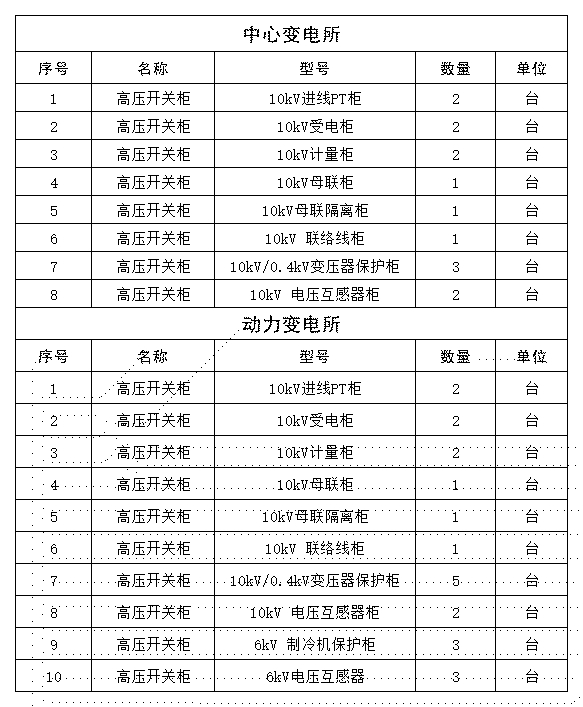 中心变电所
序号 名称 型号 数量 单位
1 高压开关柜 10kV进线PT柜 2 台
2 高压开关柜 10kV受电柜 2 台
3 高压开关柜 10kV计量柜 2 台
4 高压开关柜 10kV母联柜 1 台
5 高压开关柜 10kV母联隔离柜 1 台
6 高压开关柜 10kV 联络线柜 1 台
7 高压开关柜 10kV/0.4kV变压器保护柜 3 台
8 高压开关柜 10kV 电压互感器柜 2 台
动力变电所
序号 名称 型号 数量 单位
1 高压开关柜 10kV进线PT柜 2 台
2 高压开关柜 10kV受电柜 2 台
3 高压开关柜 10kV计量柜 2 台
4 高压开关柜 10kV母联柜 1 台
5 高压开关柜 10kV母联隔离柜 1 台
6 高压开关柜 10kV 联络线柜 1 台
7 高压开关柜 10kV/0.4kV变压器保护柜 5 台
8 高压开关柜 10kV 电压互感器柜 2 台
9 高压开关柜 6kV 制冷机保护柜 3 台
10 高压开关柜 6kV电压互感器 3 台